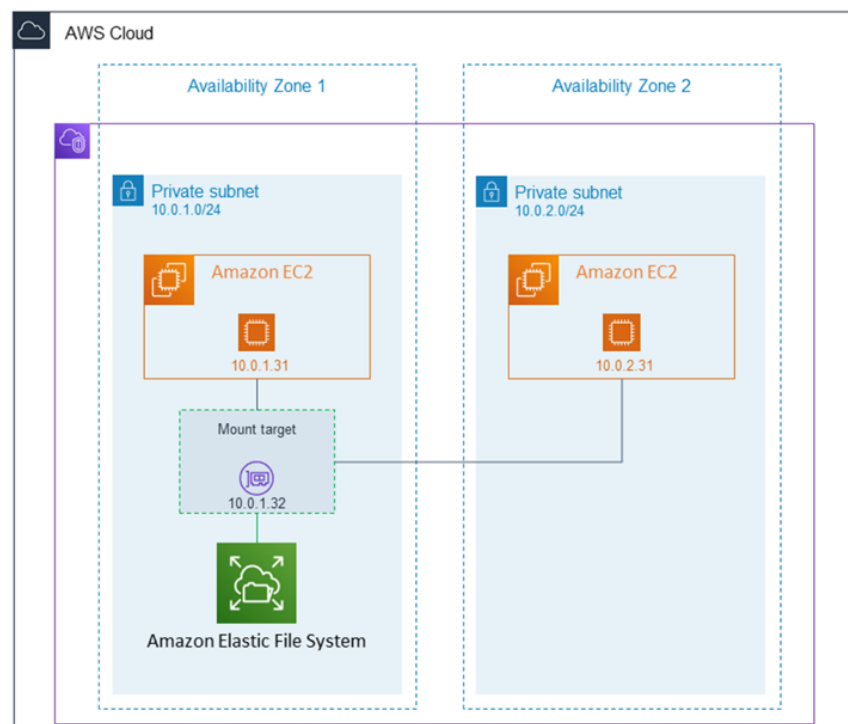 AWS Cloud
Availability Zone 1
Availability Zone 2
Private subnet
10.0.1.0/24
Private subnet
10.0.2.0/24
Amazon EC2
10.0.1.31
Amazon EC2
10.0.2.31
Mount target
10.0.1.32
Amazon Elastic File System